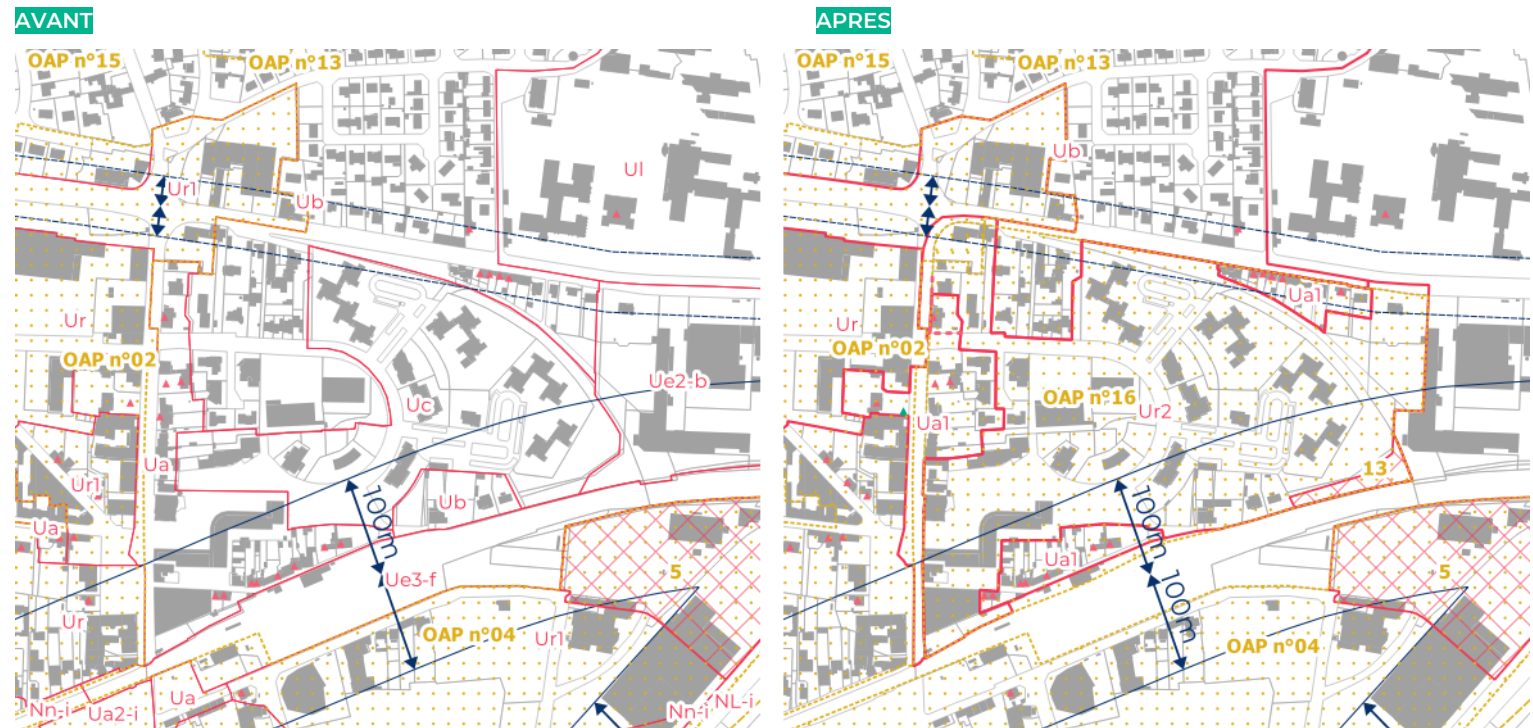 AVANT
OAP n°15
OAP n°13
Ul
Ur1
Ub
Ur
OAP n°02
Ue2-b
Uc
Ua
Ur1
Ub
100m
Ua
Ue3-f
5
Ur
OAP n°04
Ur1
Ua
Nn-i
Ua2-i
Nn-i
NL-i
APRES
OAP n°15
OAP n°13
Ub
Ua1
Ur
OAP n°02
OAP n°16
Ur2
Ua1
13
100m
Ua1
5
100m
OAP n°04